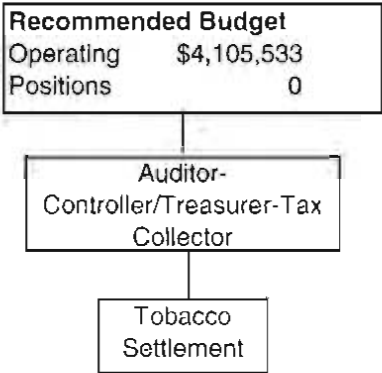 Recommended Budget
Operating $4,105,533
Positions 0
Auditor-
Controller/Treasurer-Tax
Collector
Tobacco
Settlement